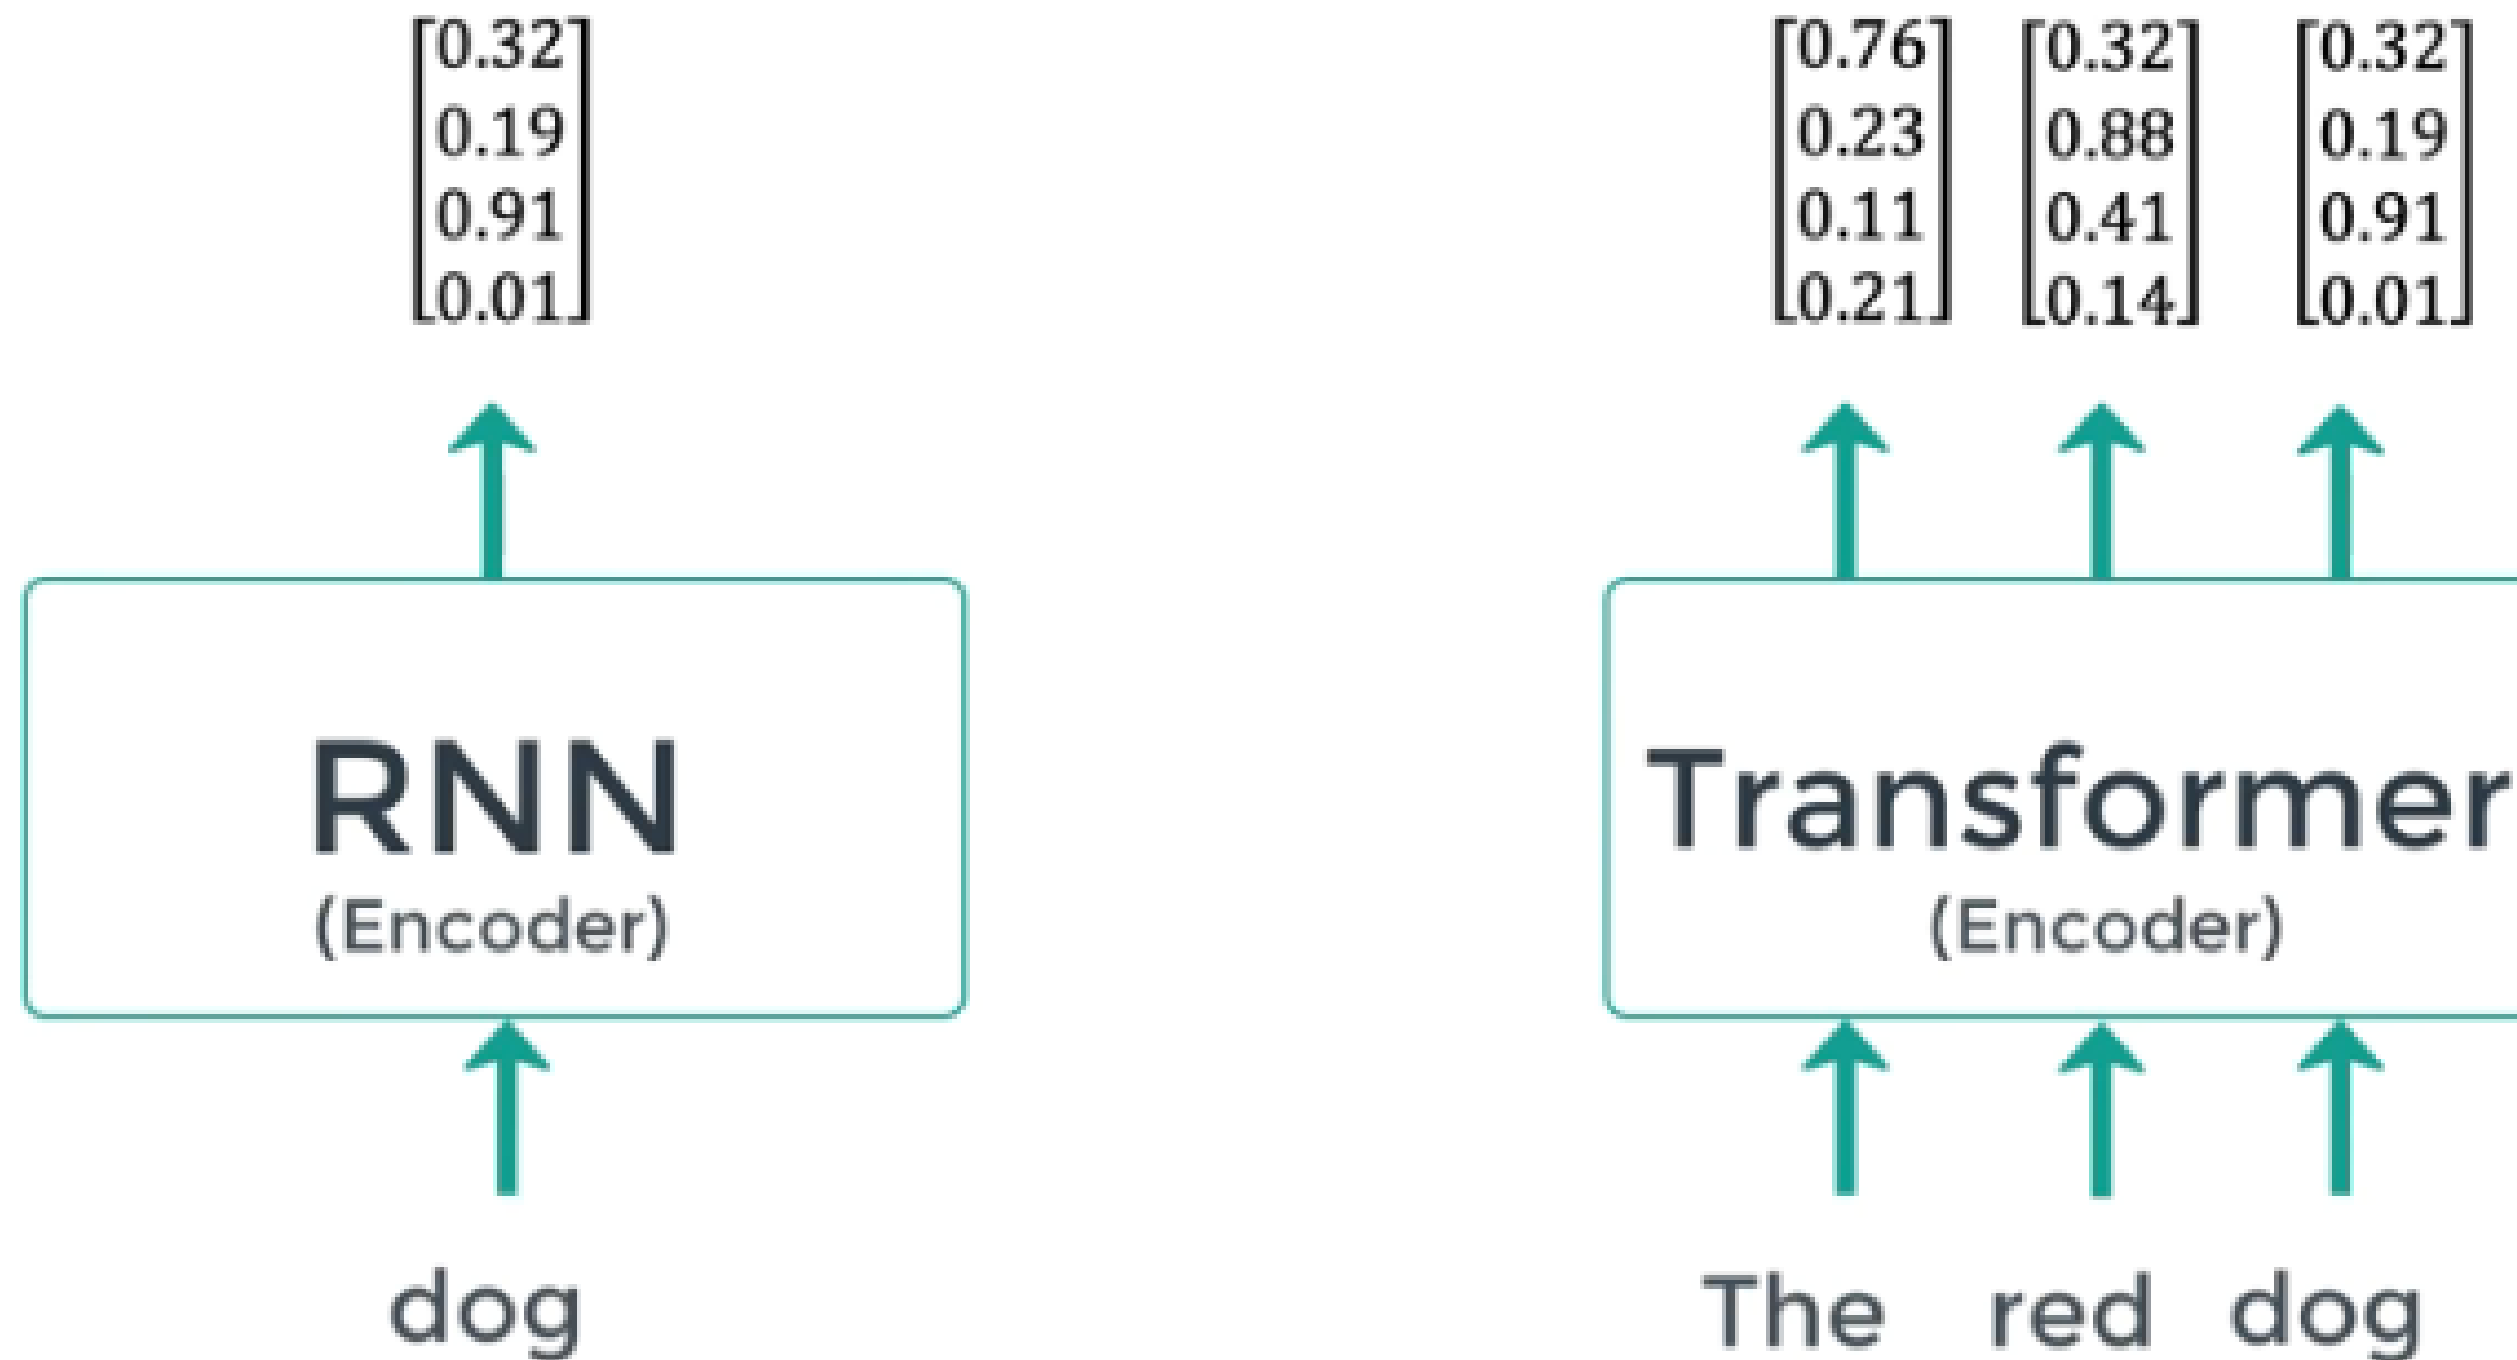 0.32
0.19
0.91
0.01
RNN
(Encoder)
dog
0.76 0.32 0.32
0.23 0.88 0.19
0.11 0.41 0.91
0.21 0.14 0.01
Transformer
(Encoder)
The red dog